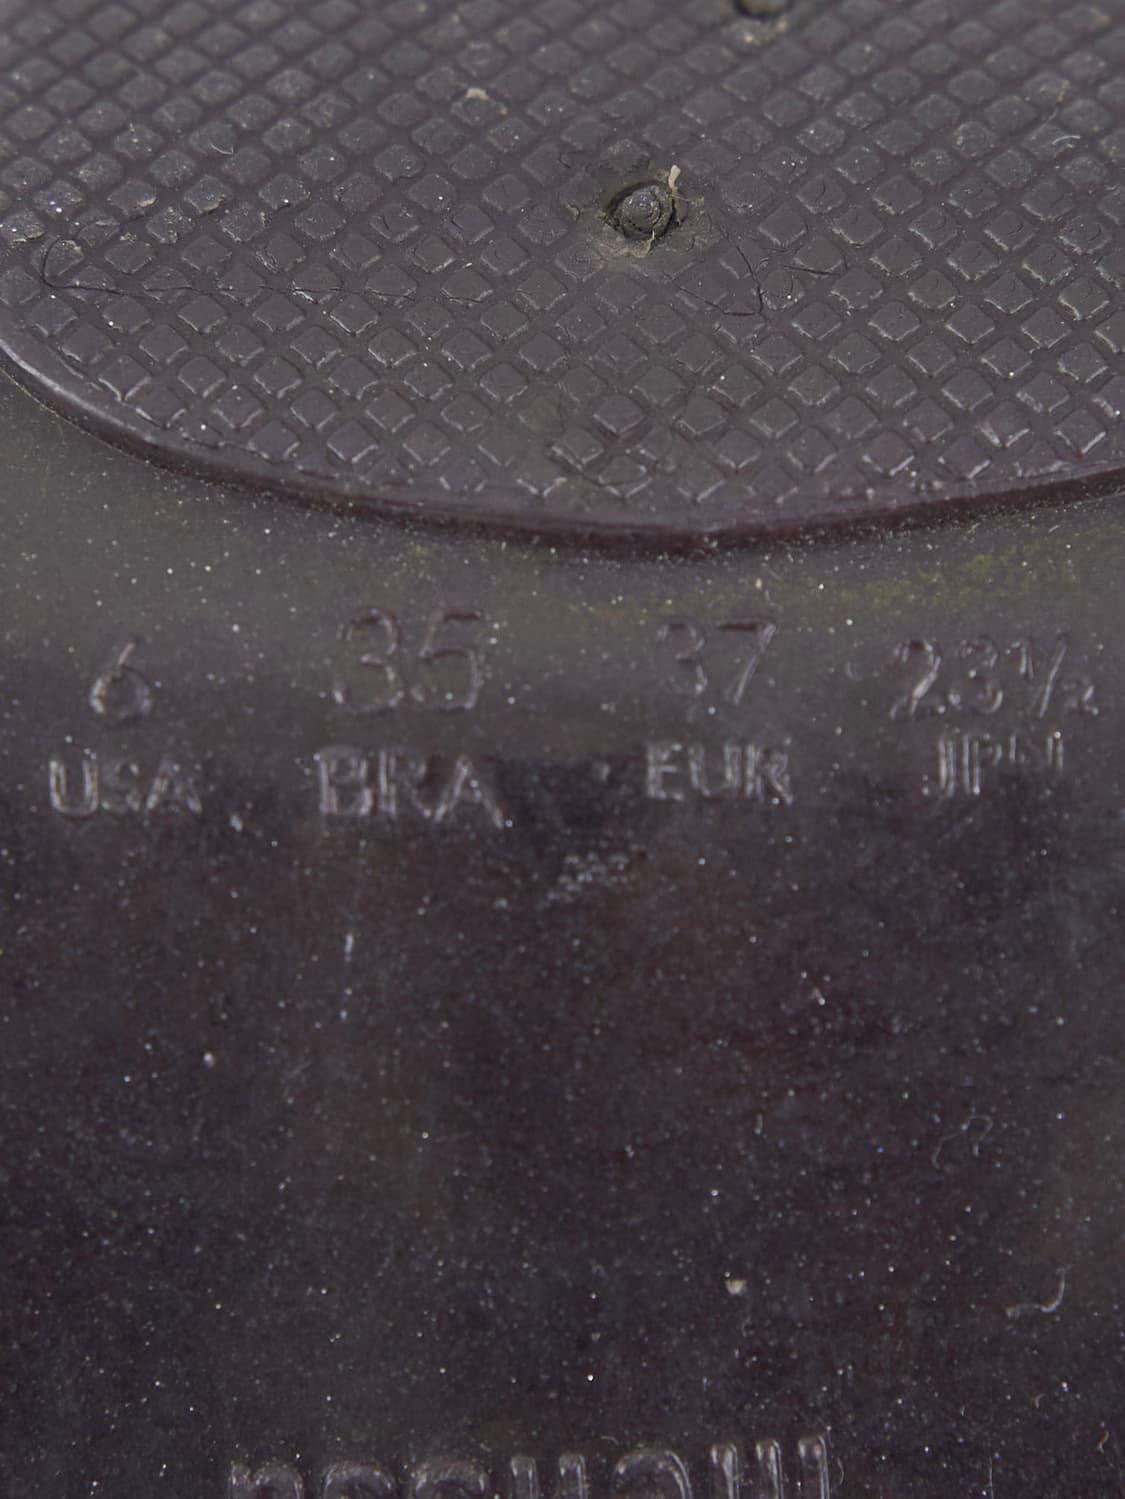 6 35 37 23½
USA BRA EUR JPN